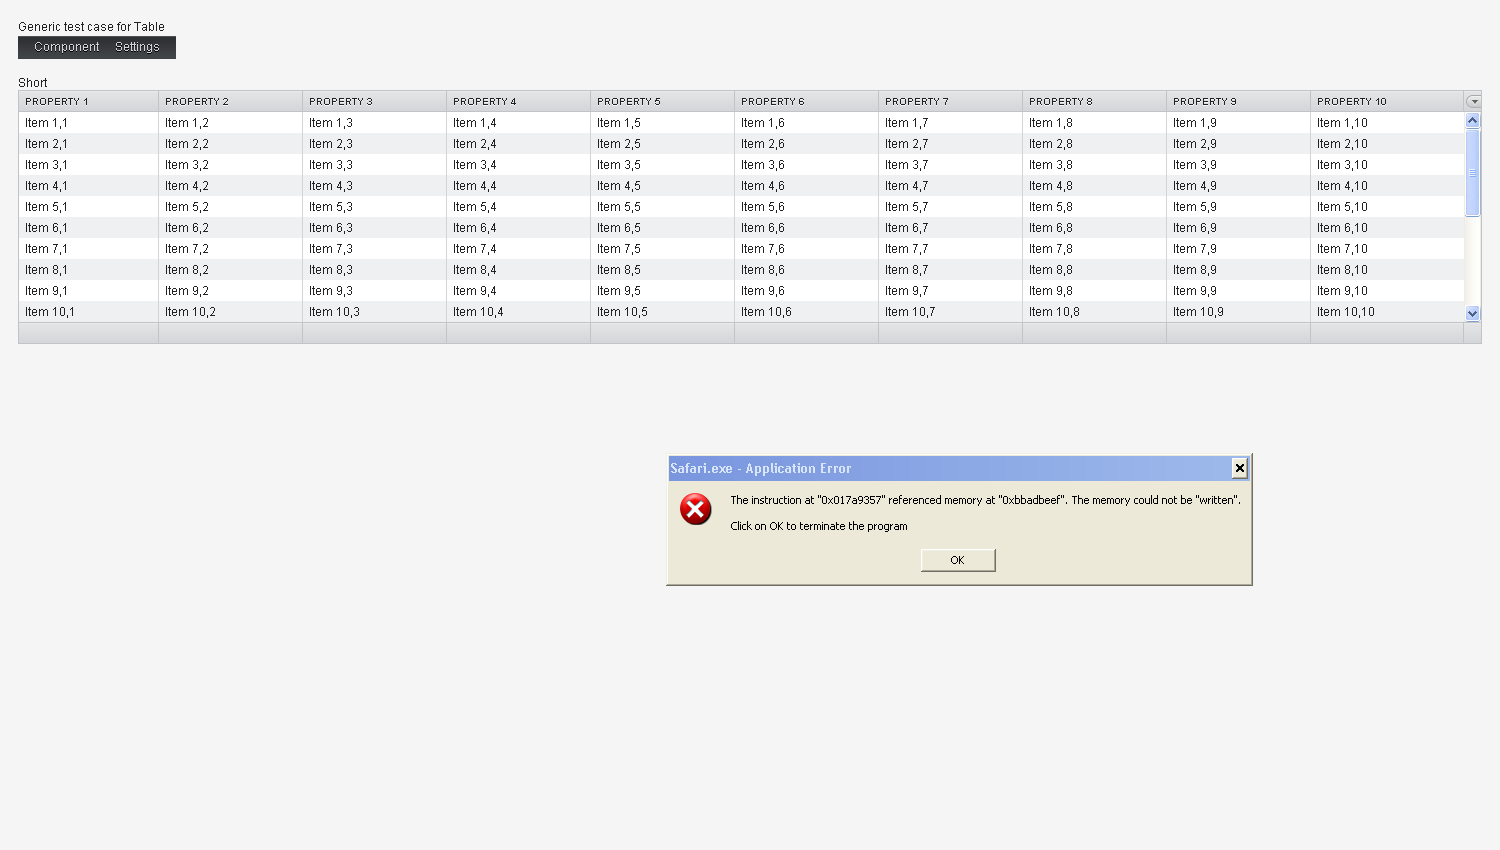 Generic test case for Table
Component Settings
Short
PROPERTY 1 PROPERTY 2 PROPERTY 3 PROPERTY 4 PROPERTY 5 PROPERTY 6 PROPERTY 7 PROPERTY 8 PROPERTY 9 PROPERTY 10
Item 1,1 Item 1,2 Item 1,3 Item 1,4 Item 1,5 Item 1,6 Item 1,7 Item 1,8 Item 1,9 Item 1,10
Item 2,1 Item 2,2 Item 2,3 Item 2,4 Item 2,5 Item 2,6 Item 2,7 Item 2,8 Item 2,9 Item 2,10
Item 3,1 Item 3,2 Item 3,3 Item 3,4 Item 3,5 Item 3,6 Item 3,7 Item 3,8 Item 3,9 Item 3,10
Item 4,1 Item 4,2 Item 4,3 Item 4,4 Item 4,5 Item 4,6 Item 4,7 Item 4,8 Item 4,9 Item 4,10
Item 5,1 Item 5,2 Item 5,3 Item 5,4 Item 5,5 Item 5,6 Item 5,7 Item 5,8 Item 5,9 Item 5,10
Item 6,1 Item 6,2 Item 6,3 Item 6,4 Item 6,5 Item 6,6 Item 6,7 Item 6,8 Item 6,9 Item 6,10
Item 7,1 Item 7,2 Item 7,3 Item 7,4 Item 7,5 Item 7,6 Item 7,7 Item 7,8 Item 7,9 Item 7,10
Item 8,1 Item 8,2 Item 8,3 Item 8,4 Item 8,5 Item 8,6 Item 8,7 Item 8,8 Item 8,9 Item 8,10
Item 9,1 Item 9,2 Item 9,3 Item 9,4 Item 9,5 Item 9,6 Item 9,7 Item 9,8 Item 9,9 Item 9,10
Item 10,1 Item 10,2 Item 10,3 Item 10,4 Item 10,5 Item 10,6 Item 10,7 Item 10,8 Item 10,9 Item 10,10
Safari.exe - Application Error
The instruction at "0x017a9357" referenced memory at "0xbbadbeef". The memory could not be "written".
Click on OK to terminate the program
OK